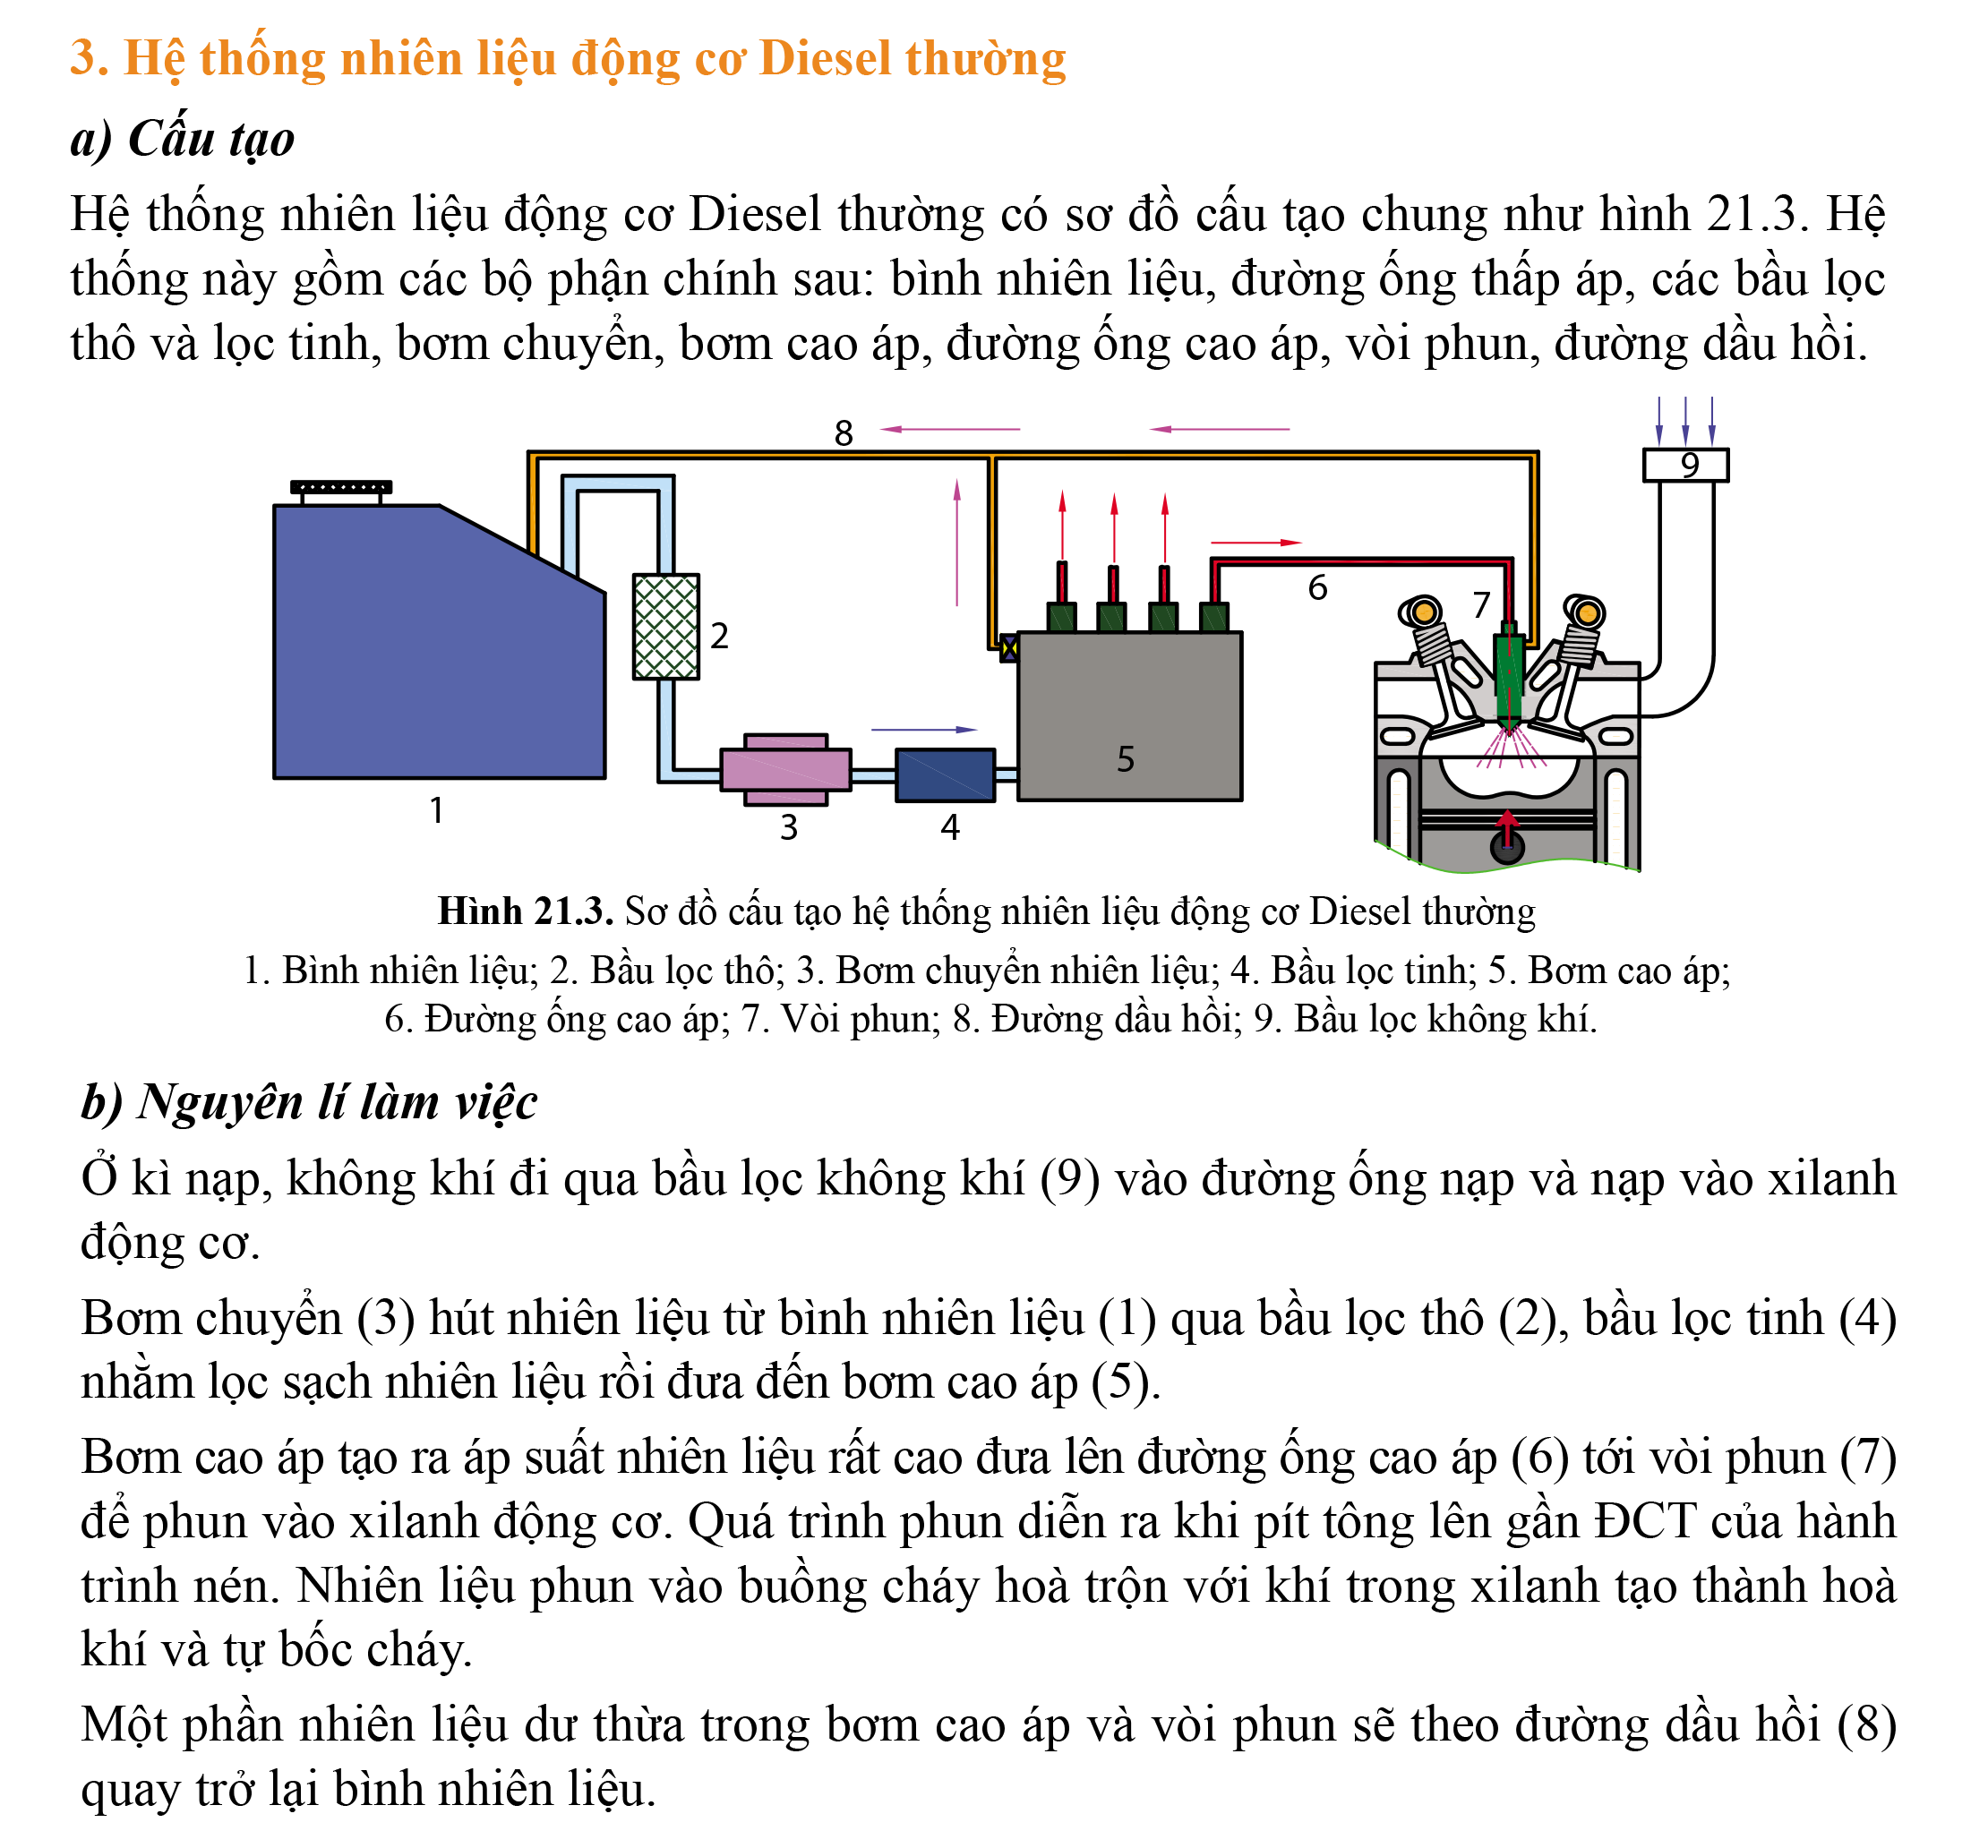 3. Hệ thống nhiên liệu động cơ Diesel thường
a) Cấu tạo
Hệ thống nhiên liệu động cơ Diesel thường có sơ đồ cấu tạo chung như hình 21.3. Hệ
thống này gồm các bộ phận chính sau: bình nhiên liệu, đường ống thấp áp, các bầu lọc
thô và lọc tinh, bơm chuyển, bơm cao áp, đường ống cao áp, vòi phun, đường dầu hồi.
8
9
6
7
2
5
1
3
4
Hình 21.3. Sơ đồ cấu tạo hệ thống nhiên liệu động cơ Diesel thường
1. Bình nhiên liệu; 2. Bầu lọc thô; 3. Bơm chuyển nhiên liệu; 4. Bầu lọc tinh; 5. Bơm cao áp;
6. Đường ống cao áp; 7. Vòi phun; 8. Đường dầu hồi; 9. Bầu lọc không khí.
b) Nguyên lí làm việc
Ở kì nạp, không khí đi qua bầu lọc không khí (9) vào đường ống nạp và nạp vào xilanh
động cơ.
Bơm chuyển (3) hút nhiên liệu từ bình nhiên liệu (1) qua bầu lọc thô (2), bầu lọc tinh (4)
nhằm lọc sạch nhiên liệu rồi đưa đến bơm cao áp (5).
Bơm cao áp tạo ra áp suất nhiên liệu rất cao đưa lên đường ống cao áp (6) tới vòi phun (7)
để phun vào xilanh động cơ. Quá trình phun diễn ra khi pít tông lên gần ĐCT của hành
trình nén. Nhiên liệu phun vào buồng cháy hoà trộn với khí trong xilanh tạo thành hoà
khí và tự bốc cháy.
Một phần nhiên liệu dư thừa trong bơm cao áp và vòi phun sẽ theo đường dầu hồi (8)
quay trở lại bình nhiên liệu.